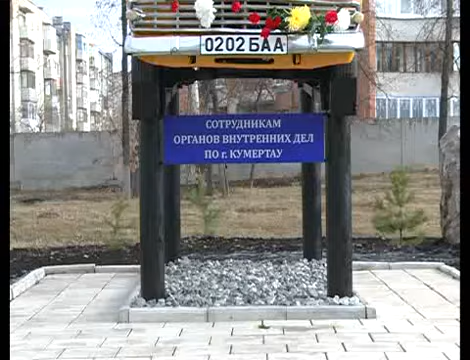 0202 БАА
СОТРУДНИКАМ
ОРГАНОВ ВНУТРЕННИХ ДЕЛ
ПО г. КУМЕРТАУ